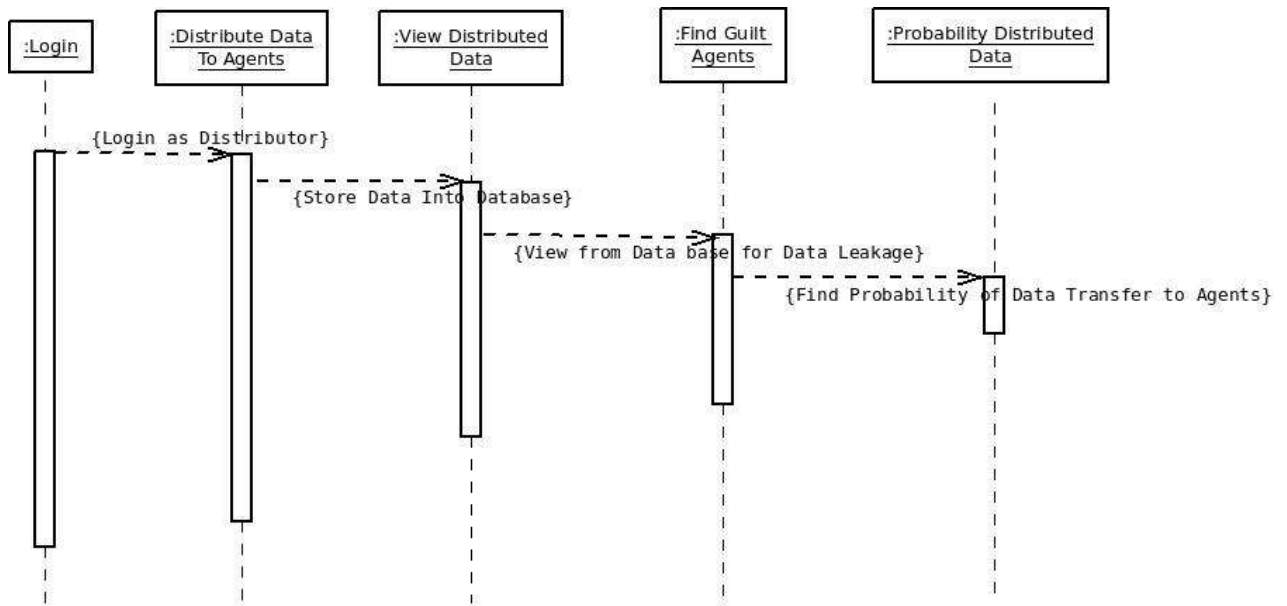 :Login
:Distribute Data
To Agents
:View Distributed
Data
:Find Guilt
Agents
:Probability Distributed
Data
{Login as Distributor}
{Store Data Into Database}
{View from Data base for Data Leakage}
{Find Probability of Data Transfer to Agents}